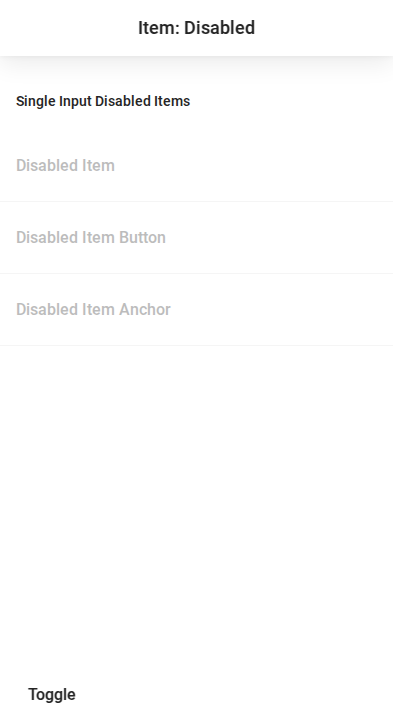 Item: Disabled
Single Input Disabled Items
Disabled Item
Disabled Item Button
Disabled Item Anchor
Toggle